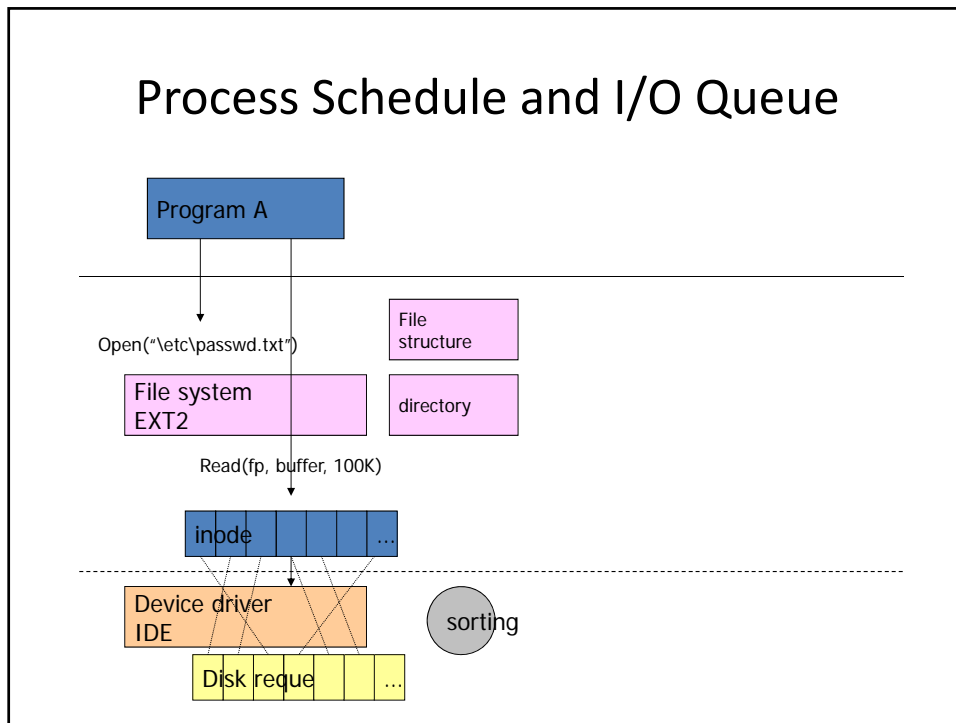 Process Schedule and I/O Queue
Program A
File
structure
Open(“\etc\passwd.txt”)
File system
EXT2
directory
Read(fp, buffer, 100K)
inode
...
Device driver
IDE
sorting
Disk reque
...